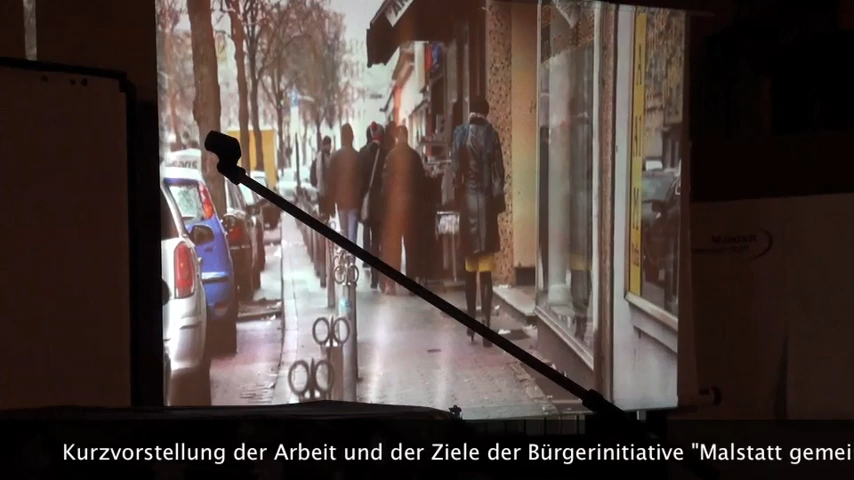 Kurzvorstellung der Arbeit und der Ziele der Bürgerinitiative "Malstatt gemei